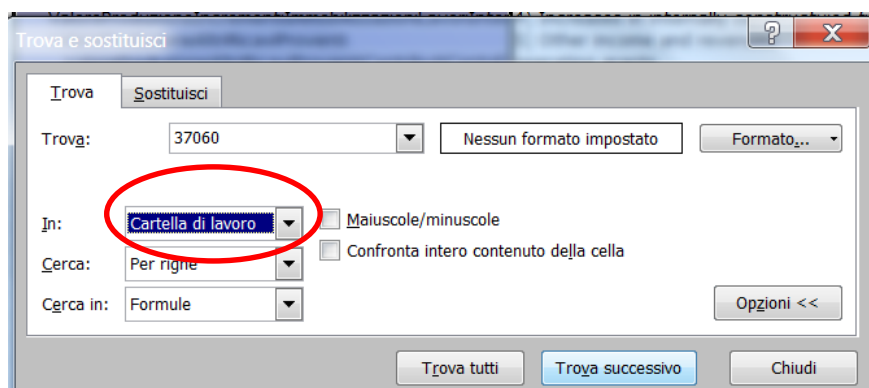 Trova e sostituisci
Trova
Sostituisci
Trova:
37060
Nessun formato impostato
Formato...
In:
Cartella di lavoro
Maiuscole/minuscole
Cerca:
Per righe
Confronta intero contenuto della cella
Cerca in:
Formule
Opzioni <<
Trova tutti
Trova successivo
Chiudi